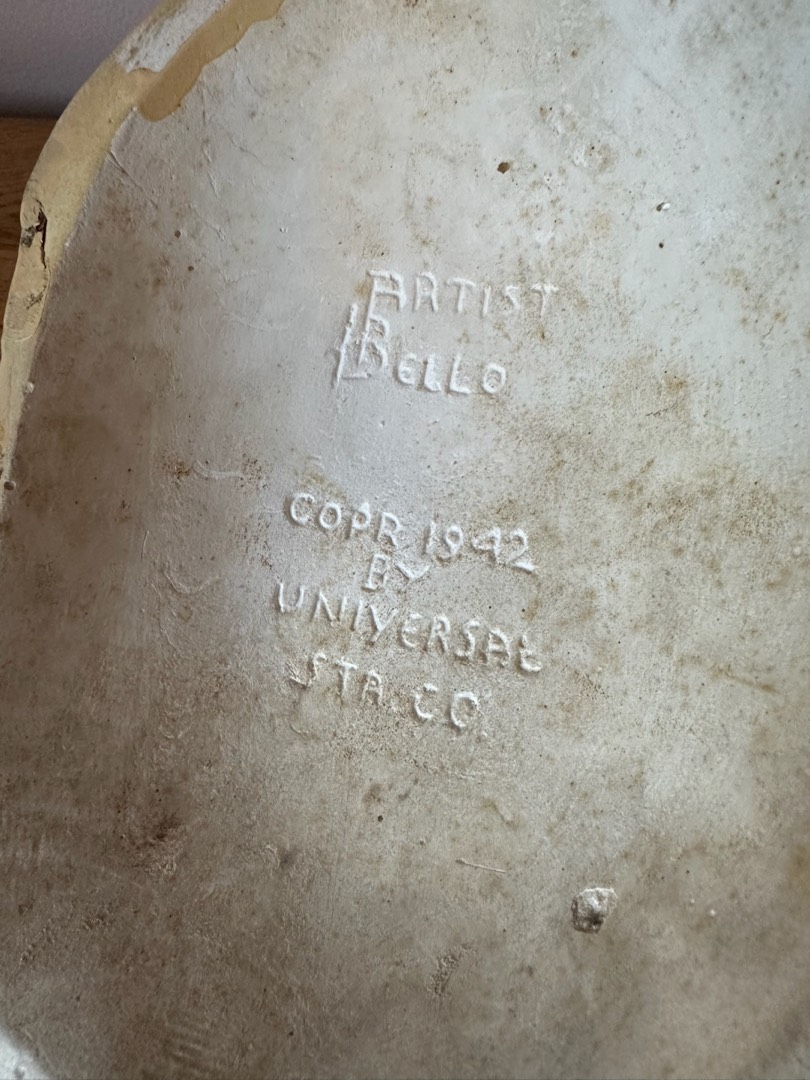 ARTIST
L BELLO
COPR 1942
BY
UNIVERSAL
STA. CO.